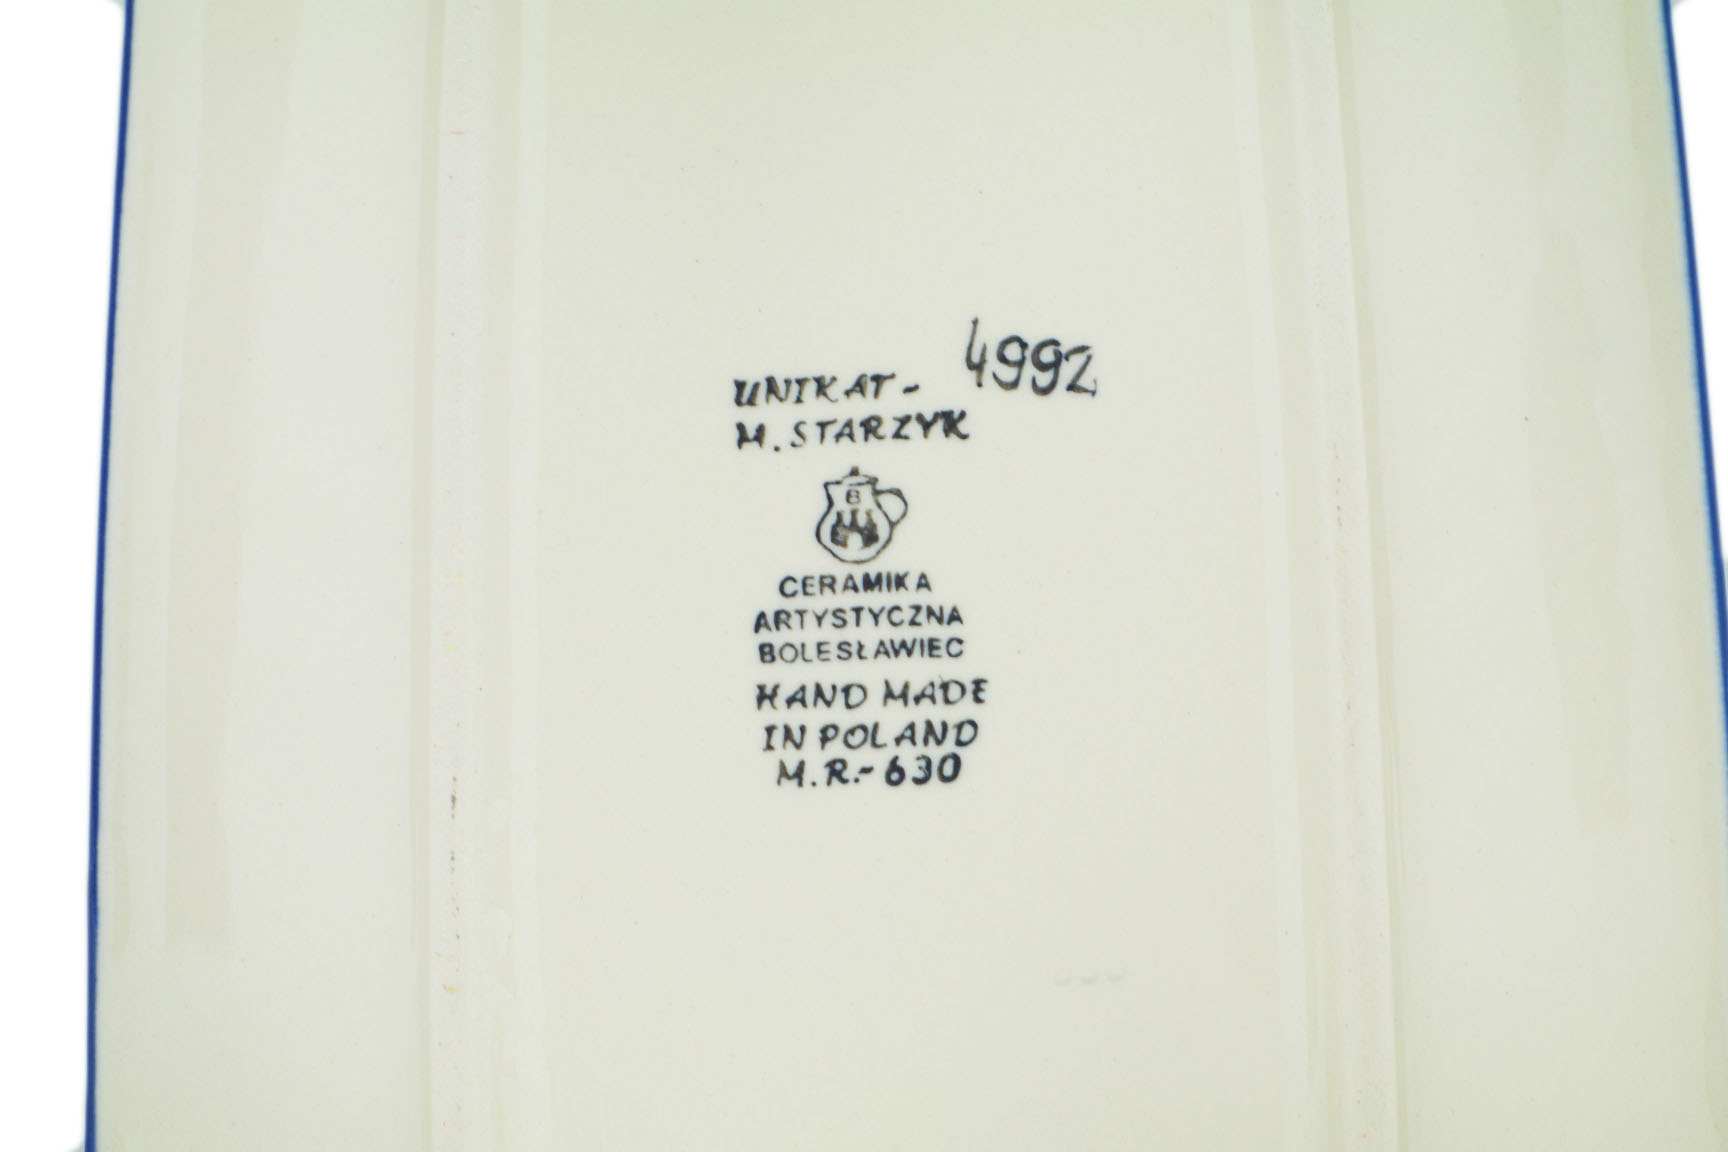 UNIKAT - 4992
M. STARZYK
B
CERAMIKA
ARTYSTYCZNA
BOLESŁAWIEC
HAND MADE
IN POLAND
M.R.- 630